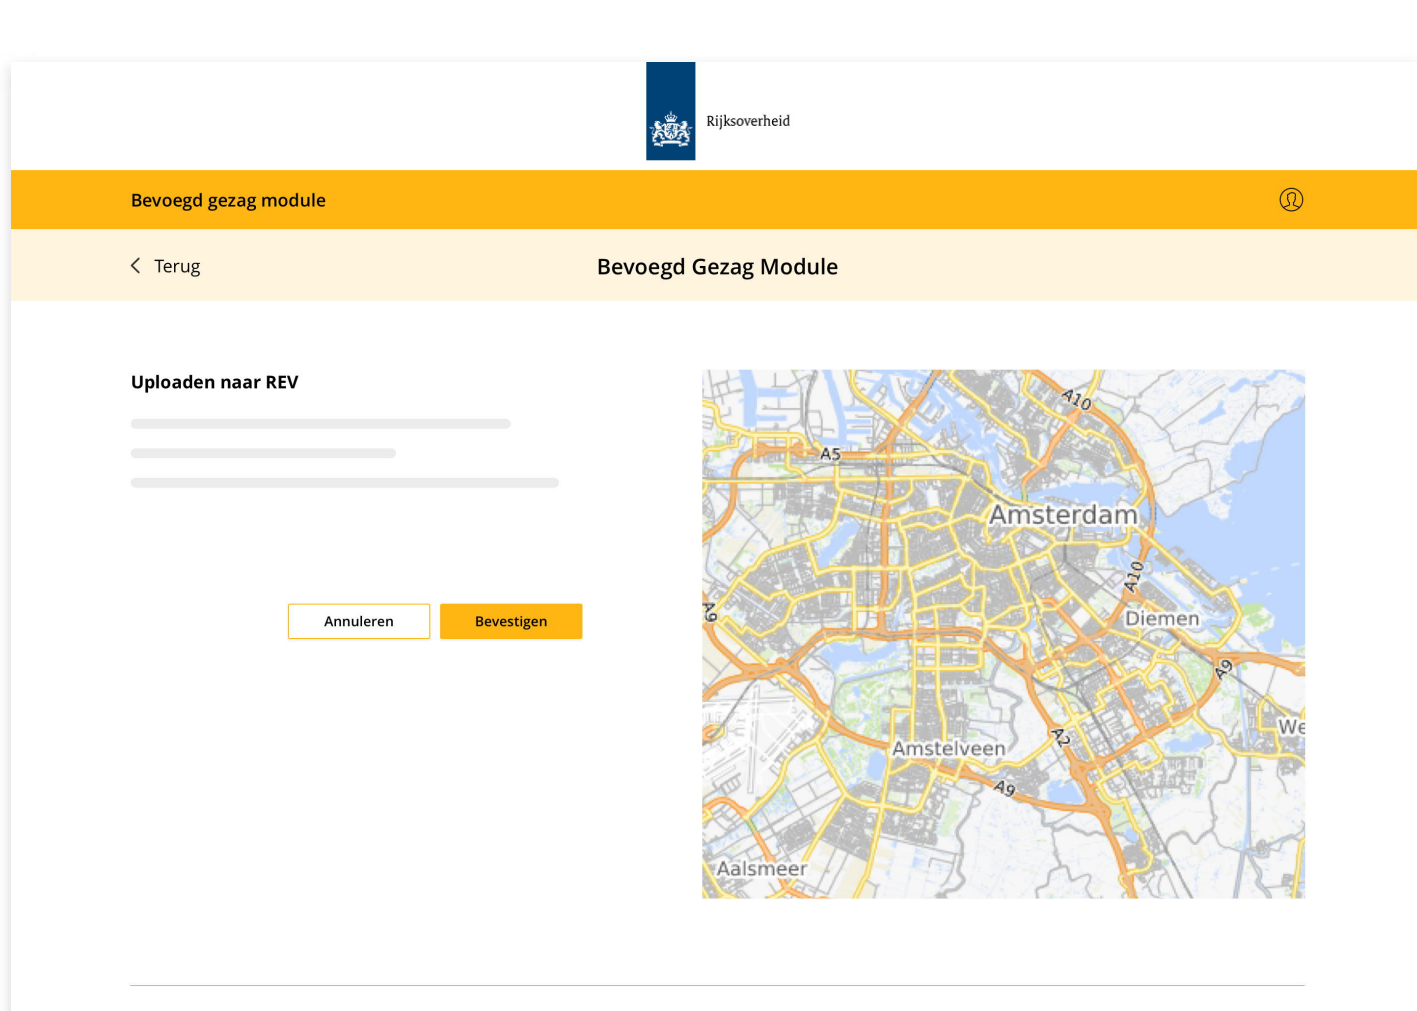 Rijksoverheid
Bevoegd gezag module
Terug
Bevoegd Gezag Module
Uploaden naar REV
Annuleren
Bevestigen
A10
A5
Amsterdam
A10
A9
Diemen
A9
We
A2
Amstelveen
A9
Aalsmeer